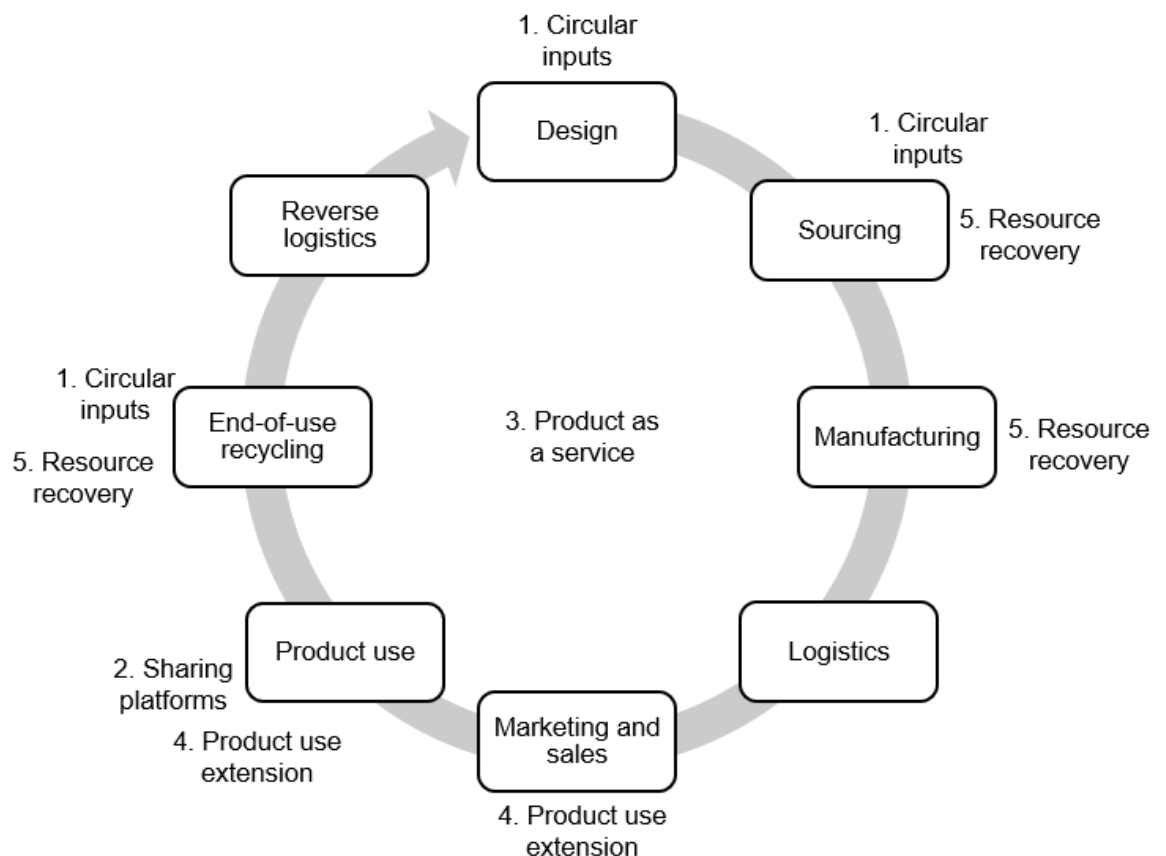 1. Circular
inputs
Design
1. Circular
inputs
Sourcing
5. Resource
recovery
Reverse
logistics
1. Circular
inputs
End-of-use
recycling
5. Resource
recovery
3. Product as
a service
Manufacturing
5. Resource
recovery
Product use
2. Sharing
platforms
4. Product use
extension
Logistics
Marketing and
sales
4. Product use
extension